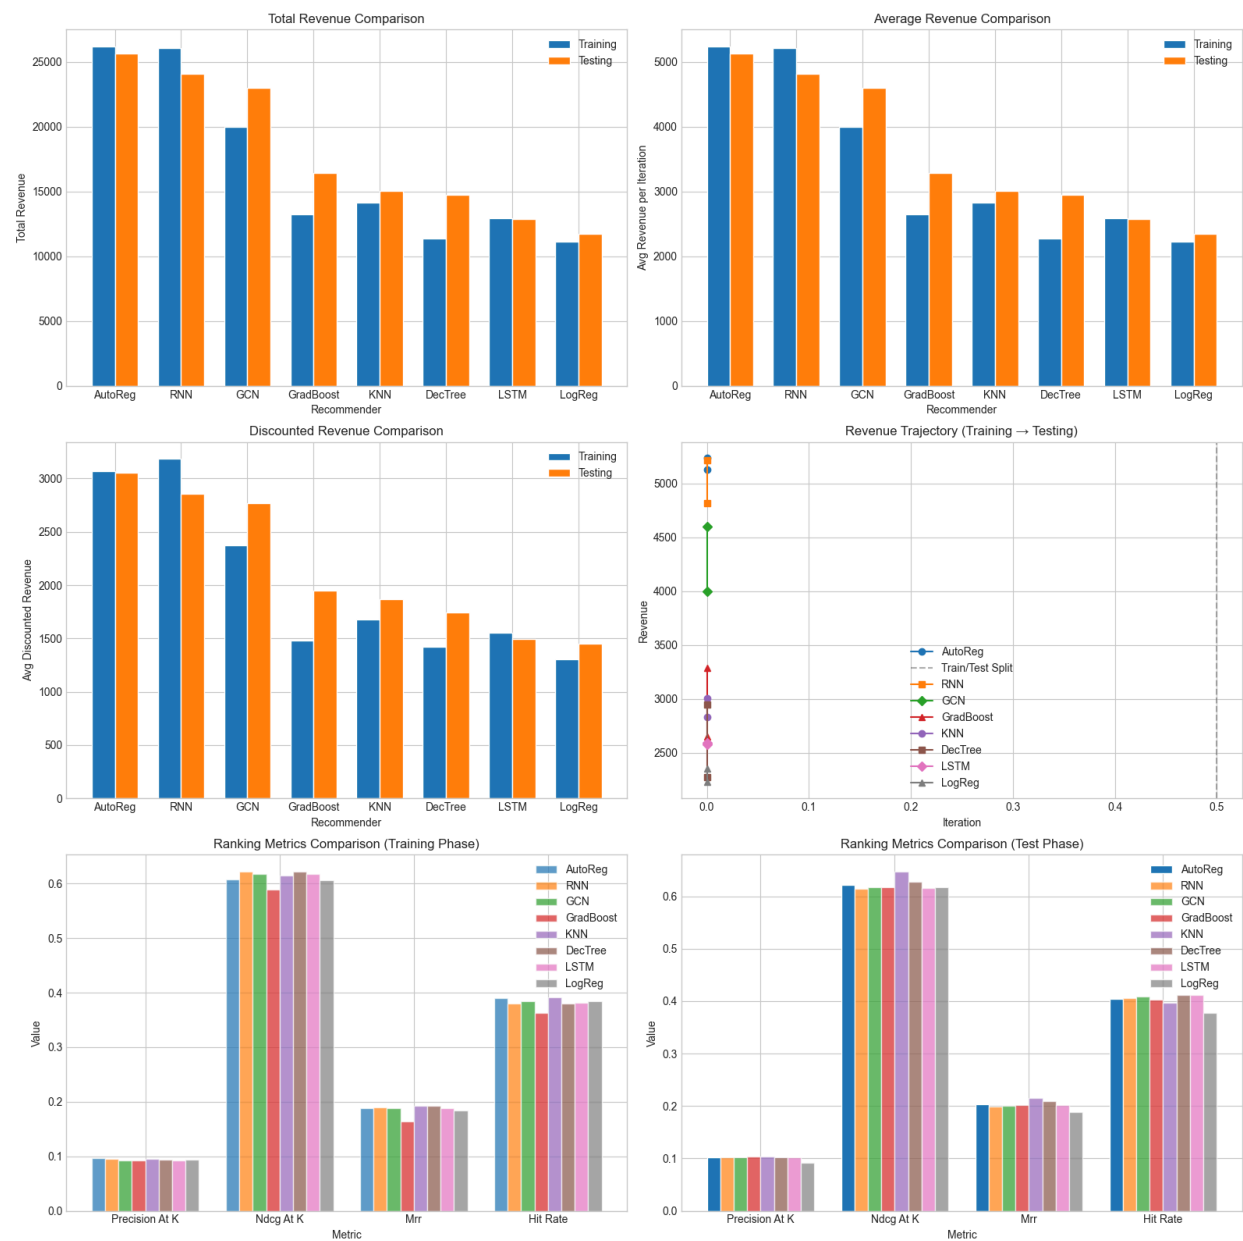 Total Revenue Comparison
Training
Testing
25000
20000
15000
10000
5000
0
Total Revenue
AutoReg RNN GCN GradBoost KNN DecTree LSTM LogReg
Recommender
Average Revenue Comparison
Training
Testing
5000
4000
3000
2000
1000
0
Avg Revenue per Iteration
AutoReg RNN GCN GradBoost KNN DecTree LSTM LogReg
Recommender
Discounted Revenue Comparison
Training
Testing
3000
2500
2000
1500
1000
500
0
Avg Discounted Revenue
AutoReg RNN GCN GradBoost KNN DecTree LSTM LogReg
Recommender
Revenue Trajectory (Training → Testing)
5000
4500
4000
3500
3000
2500
Revenue
AutoReg
Train/Test Split
RNN
GCN
GradBoost
KNN
DecTree
LSTM
LogReg
0.0 0.1 0.2 0.3 0.4 0.5
Iteration
Ranking Metrics Comparison (Training Phase)
AutoReg
RNN
GCN
GradBoost
KNN
DecTree
LSTM
LogReg
0.6
0.5
0.4
0.3
0.2
0.1
0.0
Value
Precision At K Ndcg At K Mrr Hit Rate
Metric
Ranking Metrics Comparison (Test Phase)
AutoReg
RNN
GCN
GradBoost
KNN
DecTree
LSTM
LogReg
0.6
0.5
0.4
0.3
0.2
0.1
0.0
Value
Precision At K Ndcg At K Mrr Hit Rate
Metric